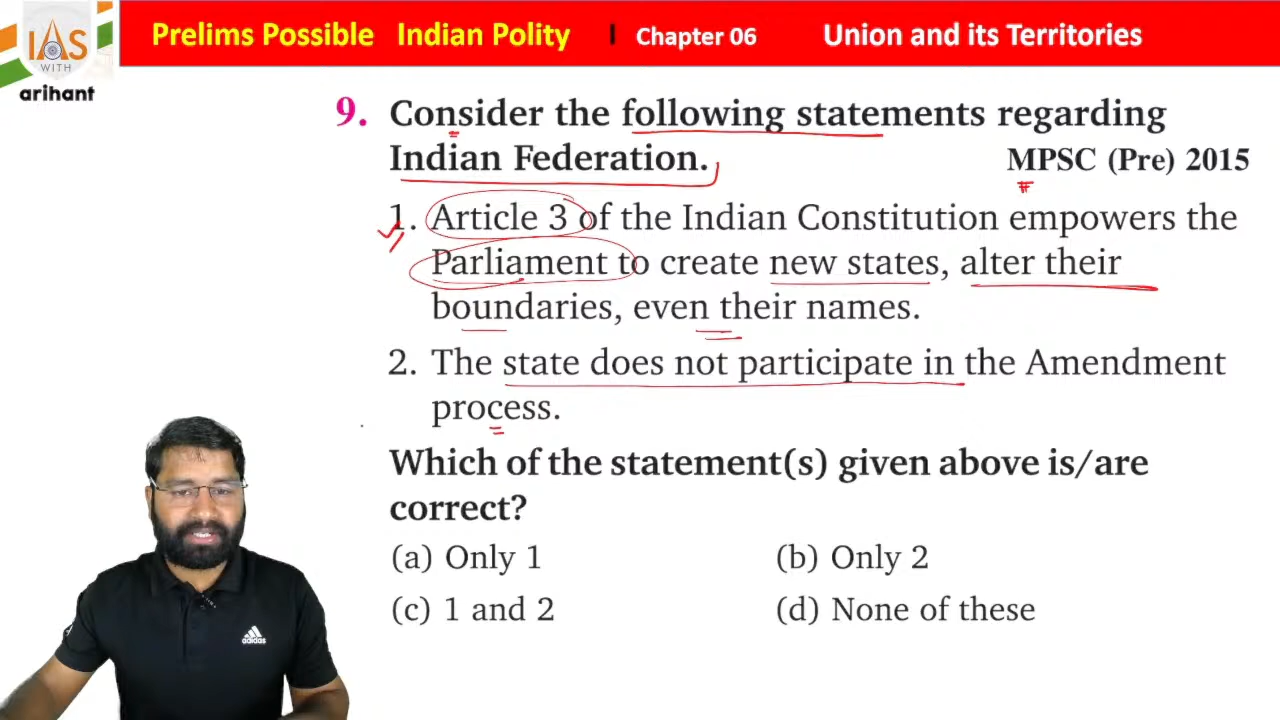 IAS
WITH
arihant
Prelims Possible Indian Polity | Chapter 06 Union and its Territories
9. Consider the following statements regarding
Indian Federation. MPSC (Pre) 2015
1. Article 3 of the Indian Constitution empowers the
Parliament to create new states, alter their
boundaries, even their names.
2. The state does not participate in the Amendment
process.
Which of the statement(s) given above is/are
correct?
(a) Only 1 (b) Only 2
(c) 1 and 2 (d) None of these
adidas